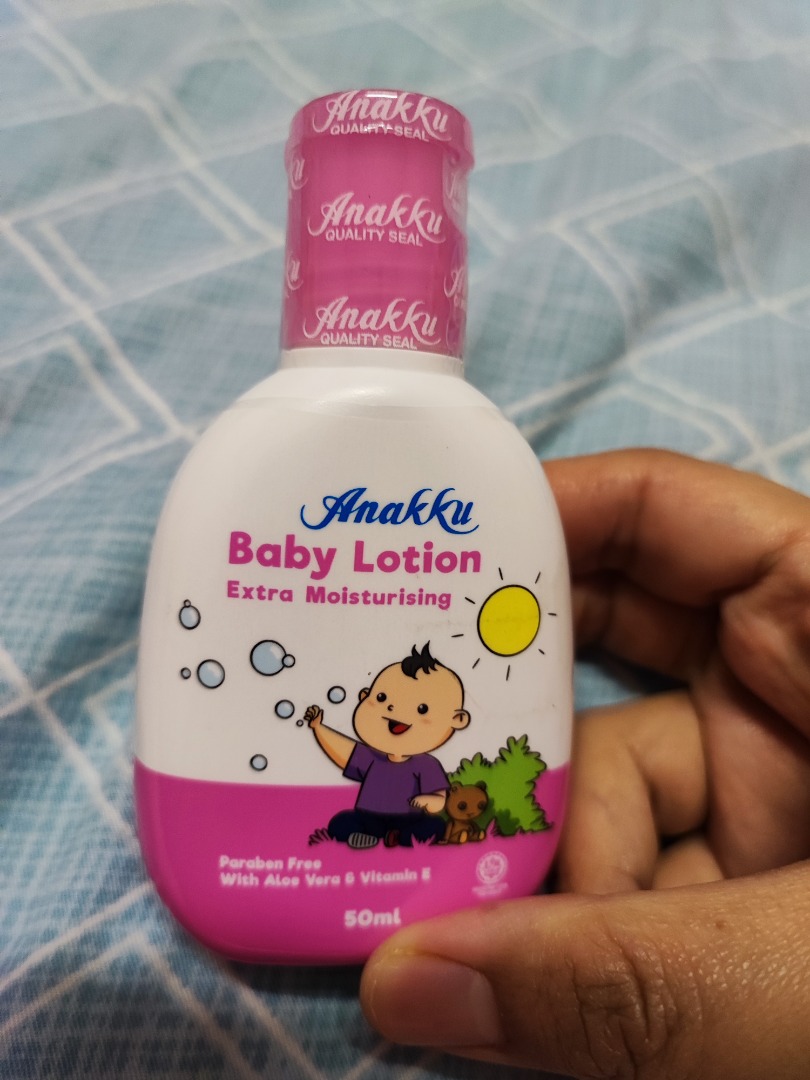 Anakku
QUALITY SEAL
Anakku
QUALITY SEAL
Anakku
QUALITY SEAL
Anakku
Baby Lotion
Extra Moisturising
Paraben Free
With Aloe Vera & Vitamin E
50ml